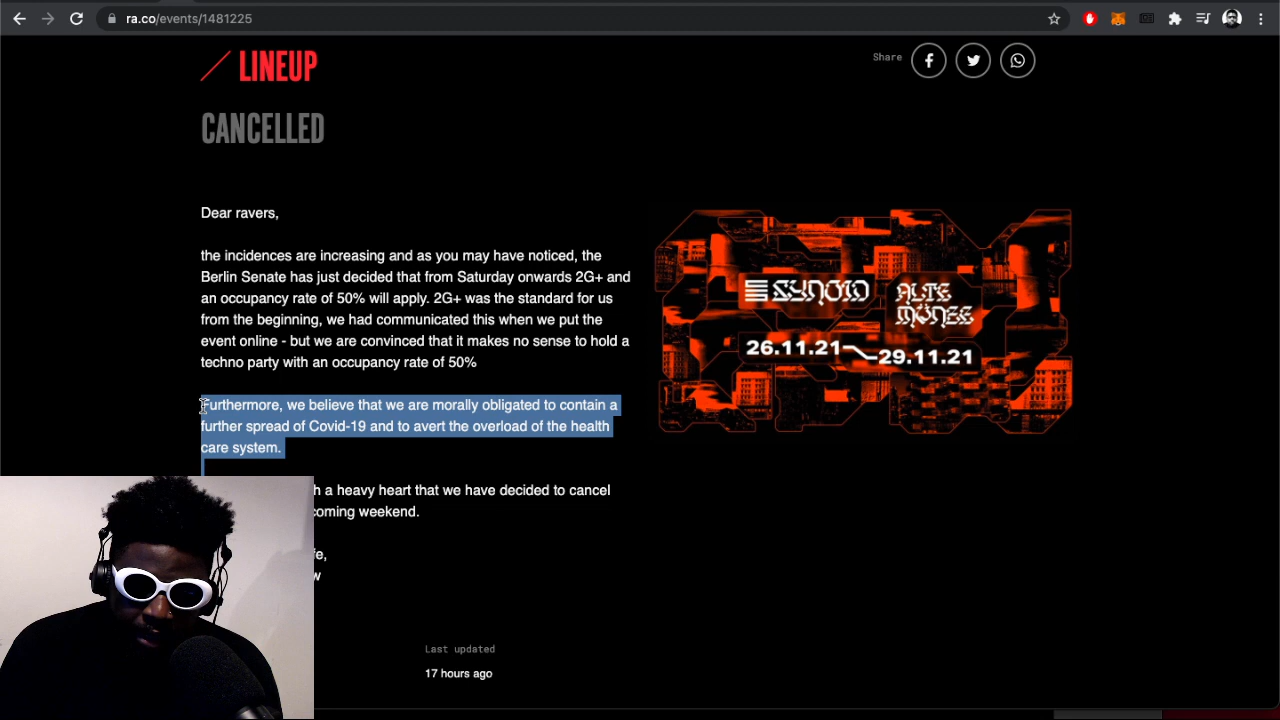 ra.co/events/1481225
LINEUP
Share
CANCELLED
Dear ravers,
the incidences are increasing and as you may have noticed, the
Berlin Senate has just decided that from Saturday onwards 2G+ and
an occupancy rate of 50% will apply. 2G+ was the standard for us
from the beginning, we had communicated this when we put the
event online - but we are convinced that it makes no sense to hold a
techno party with an occupancy rate of 50%
SYNOID
ALTE
MÜNZE
26.11.21
29.11.21
Furthermore, we believe that we are morally obligated to contain a
further spread of Covid-19 and to avert the overload of the health
care system.
h a heavy heart that we have decided to cancel
coming weekend.
fe,
w
Last updated
17 hours ago